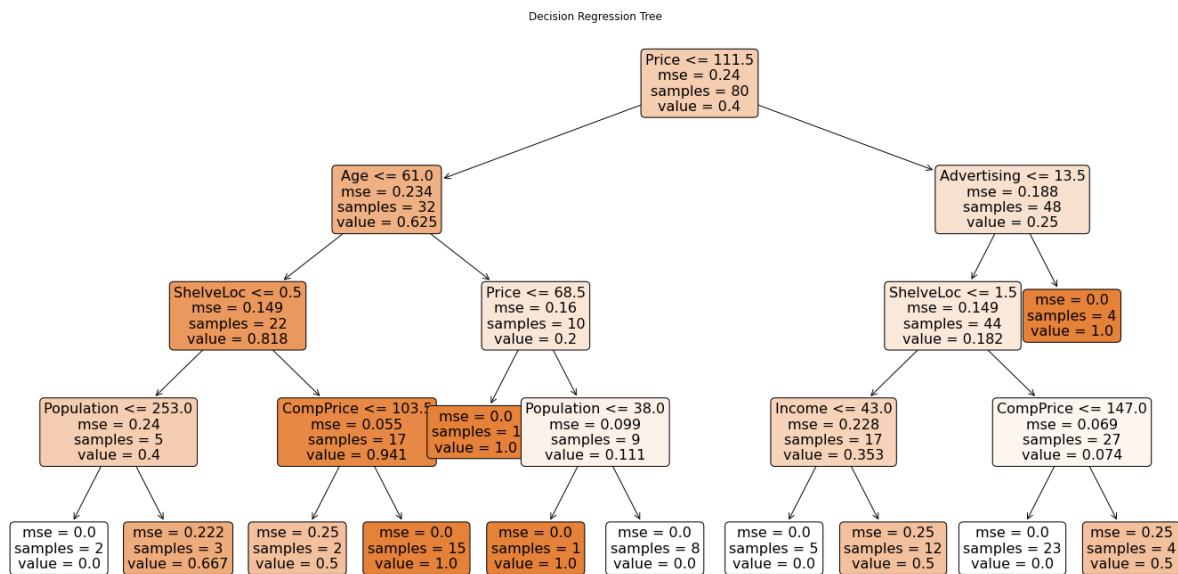 Decision Regression Tree
Price <= 111.5
mse = 0.24
samples = 80
value = 0.4
Age <= 61.0
mse = 0.234
samples = 32
value = 0.625
Advertising <= 13.5
mse = 0.188
samples = 48
value = 0.25
ShelveLoc <= 0.5
mse = 0.149
samples = 22
value = 0.818
Price <= 68.5
mse = 0.16
samples = 10
value = 0.2
ShelveLoc <= 1.5
mse = 0.149
samples = 44
value = 0.182
mse = 0.0
samples = 4
value = 1.0
Population <= 253.0
mse = 0.24
samples = 5
value = 0.4
CompPrice <= 103.5
mse = 0.055
samples = 17
value = 0.941
mse = 0.0
samples = 1
value = 1.0
Population <= 38.0
mse = 0.099
samples = 9
value = 0.111
Income <= 43.0
mse = 0.228
samples = 17
value = 0.353
CompPrice <= 147.0
mse = 0.069
samples = 27
value = 0.074
mse = 0.0
samples = 2
value = 0.0
mse = 0.222
samples = 3
value = 0.667
mse = 0.25
samples = 2
value = 0.5
mse = 0.0
samples = 15
value = 1.0
mse = 0.0
samples = 1
value = 1.0
mse = 0.0
samples = 8
value = 0.0
mse = 0.0
samples = 5
value = 0.0
mse = 0.25
samples = 12
value = 0.5
mse = 0.0
samples = 23
value = 0.0
mse = 0.25
samples = 4
value = 0.5